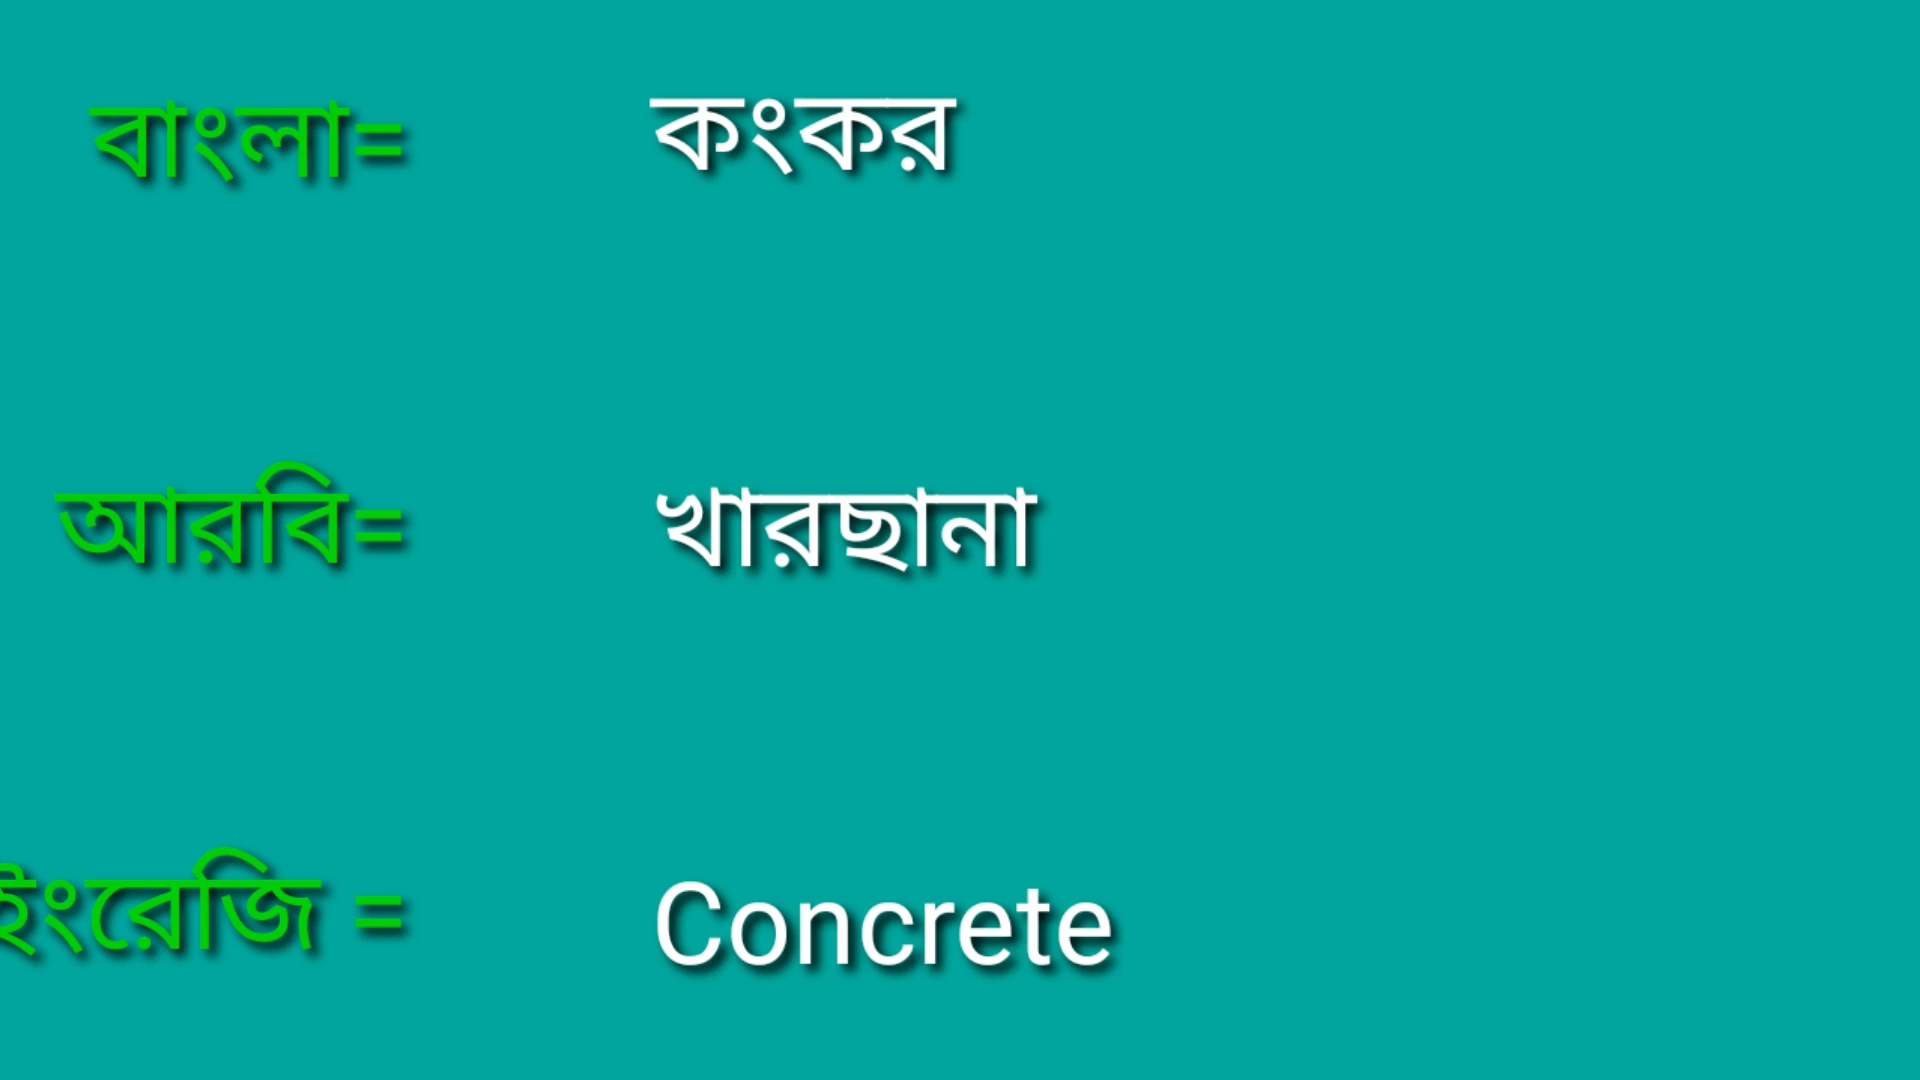 বাংলা= কংকর
আরবি= খারছানা
ইংরেজি = Concrete